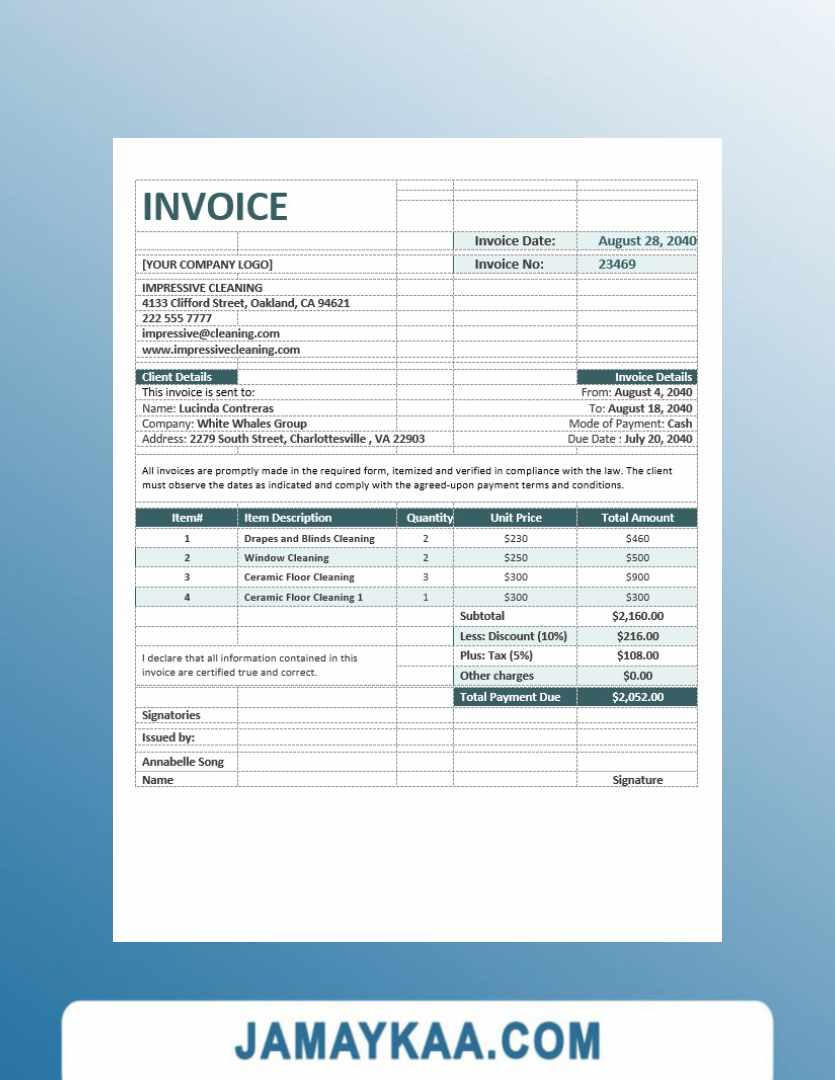 INVOICE
Invoice Date: August 28, 2040
[YOUR COMPANY LOGO] Invoice No: 23469
IMPRESSIVE CLEANING
4133 Clifford Street, Oakland, CA 94621
222 555 7777
impressive@cleaning.com
www.impressivecleaning.com
Client Details Invoice Details
This invoice is sent to: From: August 4, 2040
Name: Lucinda Contreras To: August 18, 2040
Company: White Whales Group Mode of Payment: Cash
Address: 2279 South Street, Charlottesville , VA 22903 Due Date : July 20, 2040
All invoices are promptly made in the required form, itemized and verified in compliance with the law. The client
must observe the dates as indicated and comply with the agreed-upon payment terms and conditions.
Item# Item Description Quantity Unit Price Total Amount
1 Drapes and Blinds Cleaning 2 $230 $460
2 Window Cleaning 2 $250 $500
3 Ceramic Floor Cleaning 3 $300 $900
4 Ceramic Floor Cleaning 1 1 $300 $300
Subtotal $2,160.00
Less: Discount (10%) $216.00
I declare that all information contained in this Plus: Tax (5%) $108.00
invoice are certified true and correct. Other charges $0.00
Total Payment Due $2,052.00
Signatories
Issued by:
Annabelle Song
Name Signature
JAMAYKAA.COM